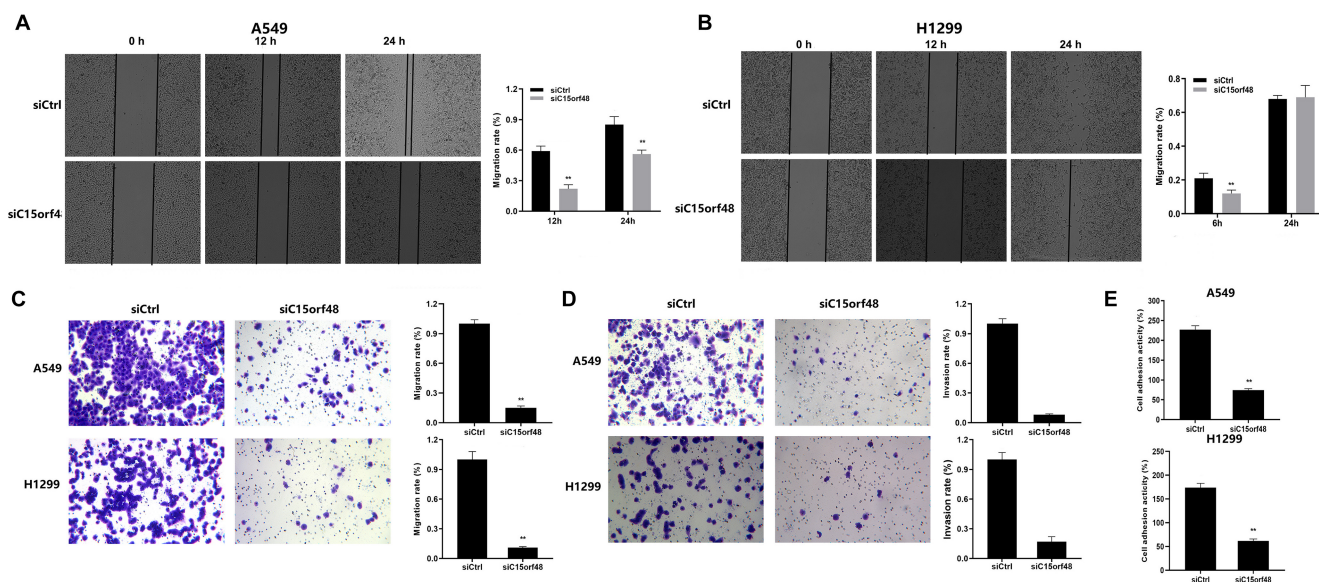 A
A549
0 h
12 h
24 h
siCtrl
siC15orf48
Migration rate (%)
1.2
0.9
0.6
0.3
0.0
siCtrl
siC15orf48
**
**
12h
24h
B
H1299
0 h
12 h
24 h
siCtrl
siC15orf48
Migration rate (%)
0.8
0.6
0.4
0.2
0.0
siCtrl
siC15orf48
**
6h
24h
C
siCtrl
siC15orf48
A549
H1299
Migration rate (%)
1.2
0.9
0.6
0.3
0.0
**
siCtrl
siC15orf48
Migration rate (%)
1.2
0.9
0.6
0.3
0.0
**
siCtrl
siC15orf48
D
siCtrl
siC15orf48
A549
H1299
Invasion rate (%)
1.2
0.9
0.6
0.3
0.0
siCtrl
siC15orf48
Invasion rate (%)
1.2
0.9
0.6
0.3
0.0
siCtrl
siC15orf48
E
A549
Cell adhesion acticity (%)
300
250
200
150
100
50
0
**
siCtrl
siC15orf48
H1299
Cell adhesion acticity (%)
250
200
150
100
50
0
**
siCtrl
siC15orf48